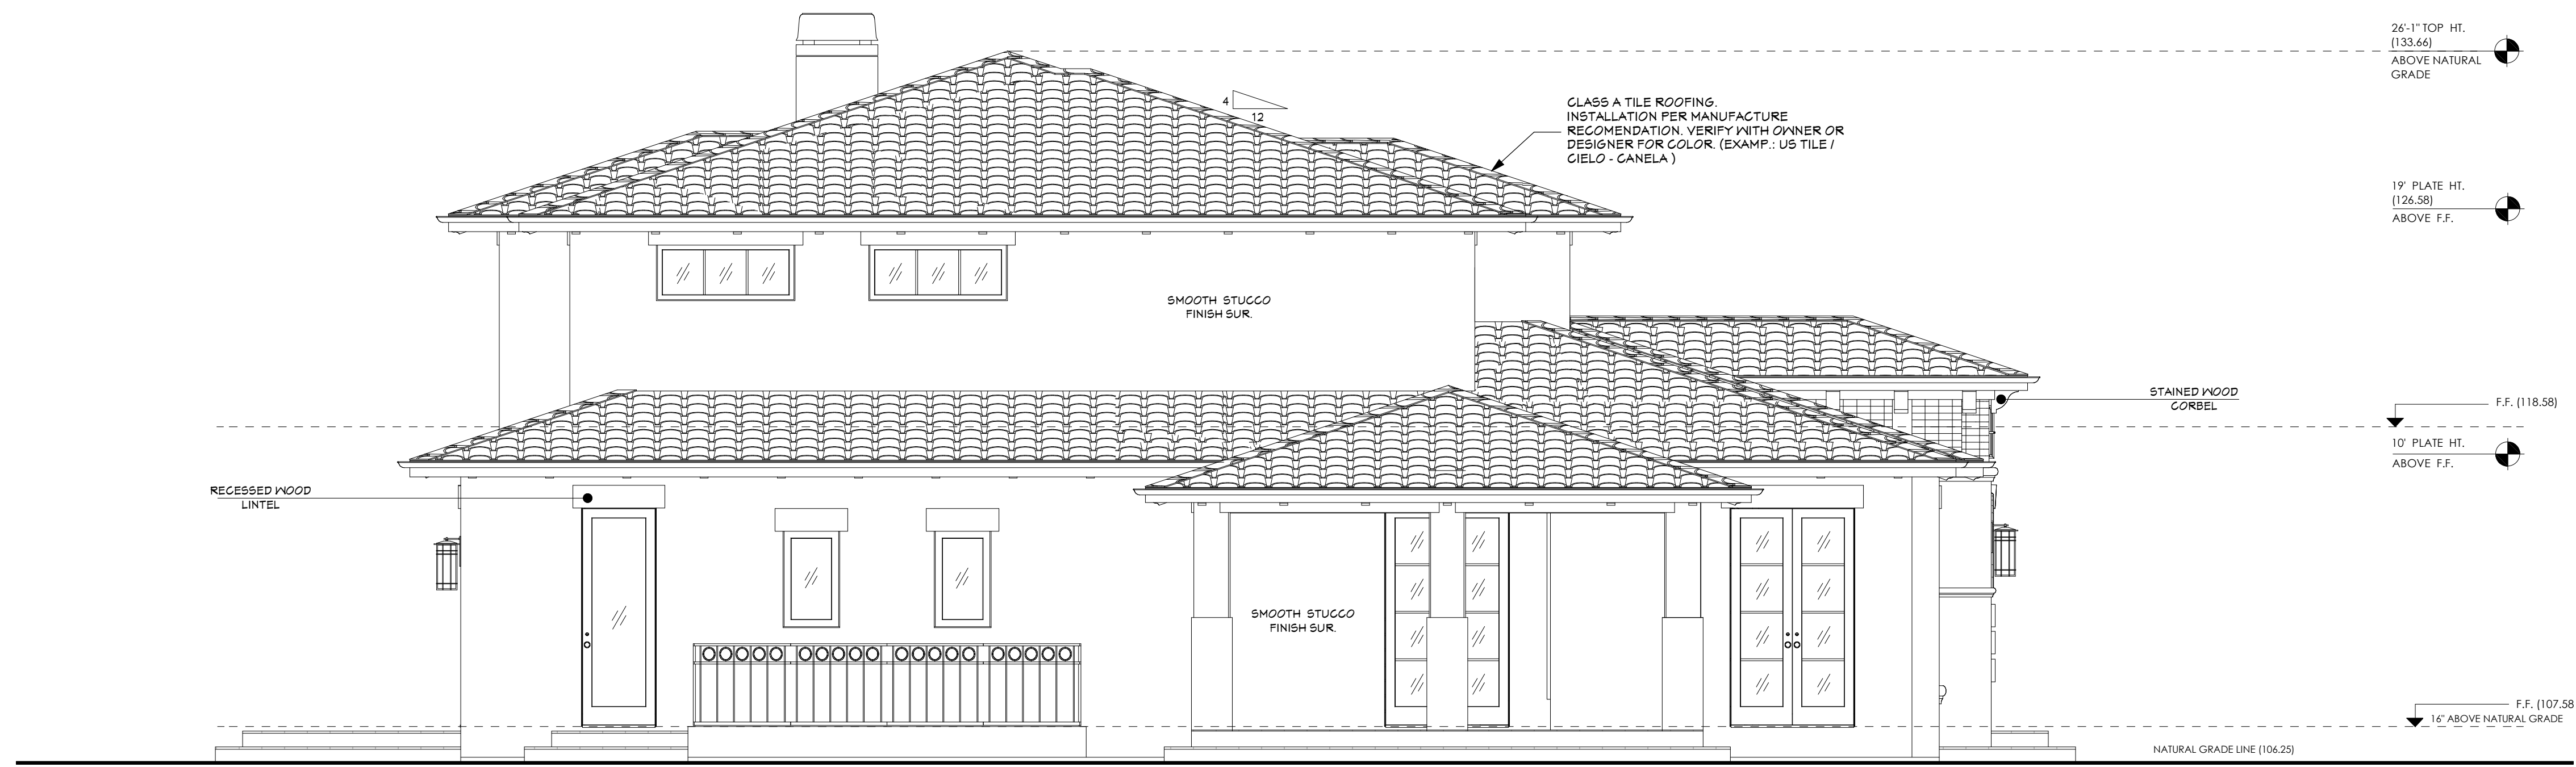 26'-1" TOP HT.
(133.66)
ABOVE NATURAL
GRADE
4
12
CLASS A TILE ROOFING.
INSTALLATION PER MANUFACTURE
RECOMENDATION. VERIFY WITH OWNER OR
DESIGNER FOR COLOR. (EXAMP.: US TILE /
CIELO - CANELA )
19' PLATE HT.
(126.58)
ABOVE F.F.
SMOOTH STUCCO
FINISH SUR.
STAINED WOOD
CORBEL
F.F. (118.58)
10' PLATE HT.
ABOVE F.F.
RECESSED WOOD
LINTEL
SMOOTH STUCCO
FINISH SUR.
F.F. (107.58
16" ABOVE NATURAL GRADE
NATURAL GRADE LINE (106.25)